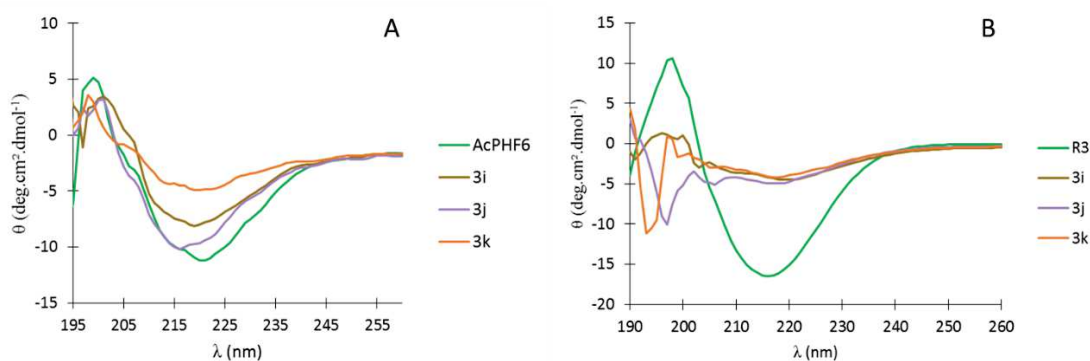 A
10
5
0
-5
-10
-15
θ (deg.cm².dmol⁻¹)
195 205 215 225 235 245 255
λ (nm)
AcPHF6
3i
3j
3k
B
15
10
5
0
-5
-10
-15
-20
θ (deg.cm².dmol⁻¹)
190 200 210 220 230 240 250 260
λ (nm)
R3
3i
3j
3k